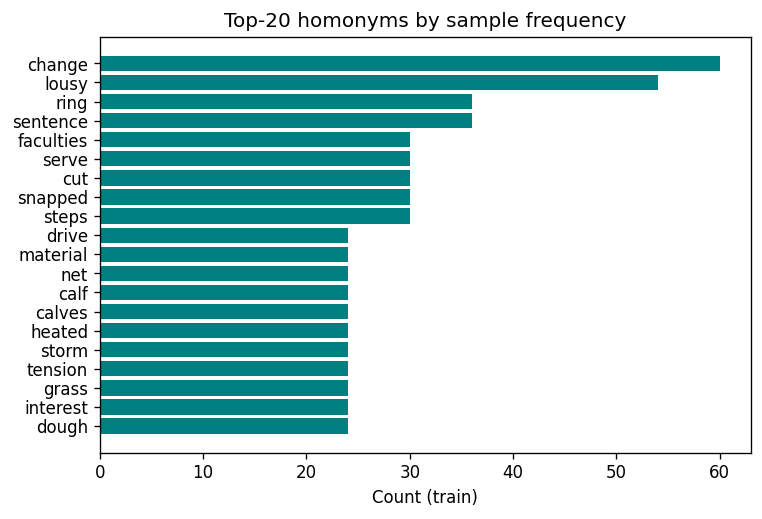 Top-20 homonyms by sample frequency
change
lousy
ring
sentence
faculties
serve
cut
snapped
steps
drive
material
net
calf
calves
heated
storm
tension
grass
interest
dough
0 10 20 30 40 50 60
Count (train)